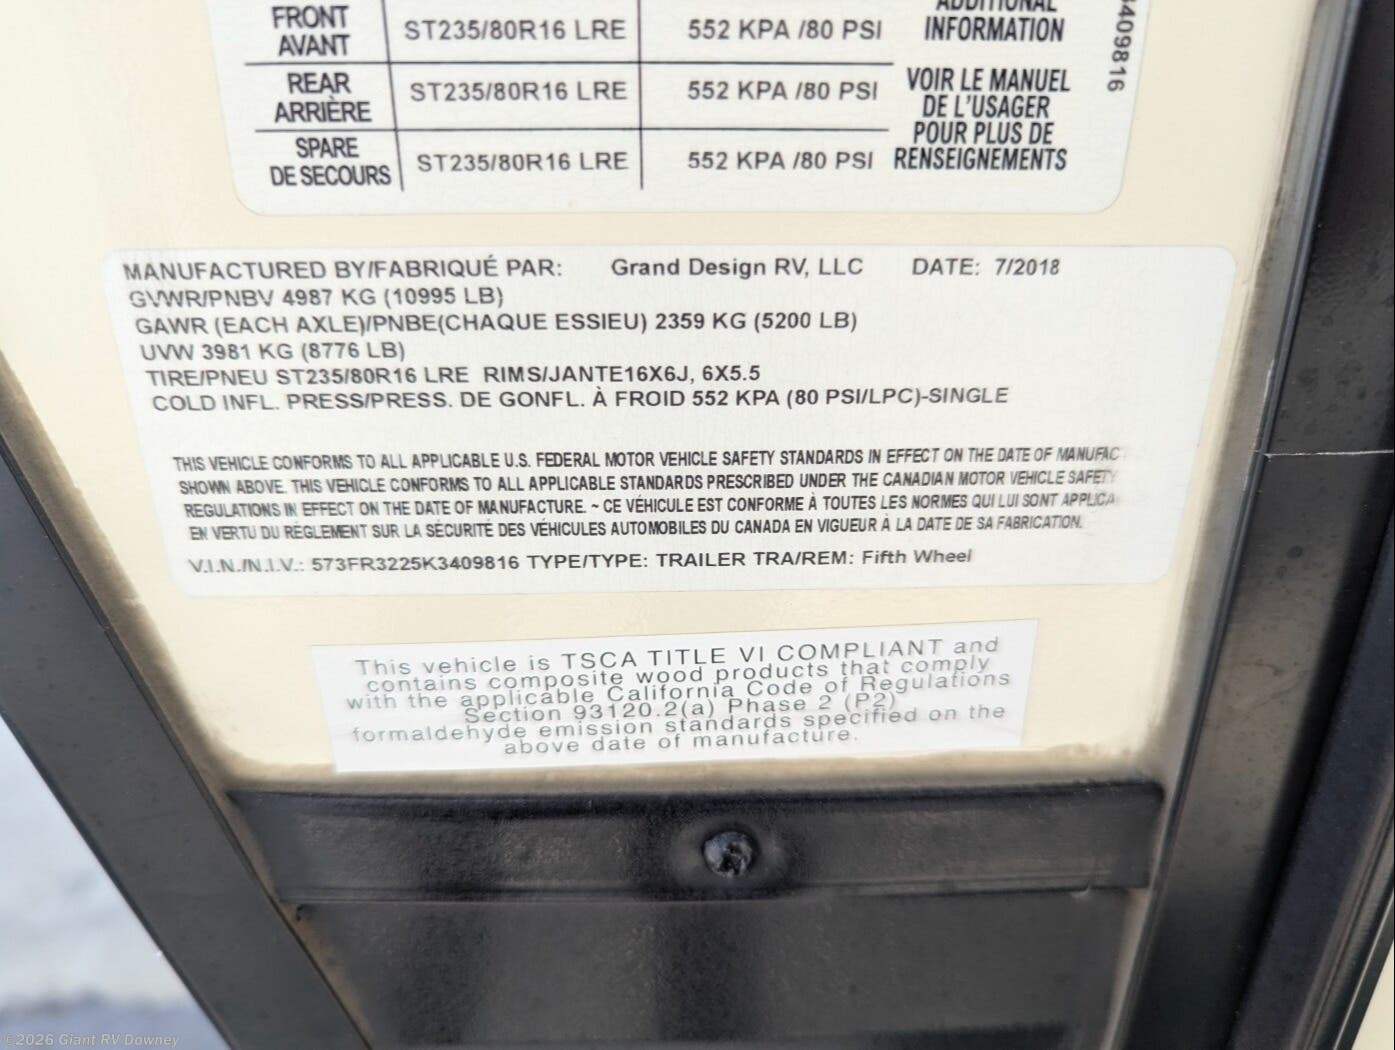 FRONT
AVANT
ST235/80R16 LRE
552 KPA /80 PSI
ADDITIONAL
INFORMATION
REAR
ARRIÈRE
ST235/80R16 LRE
552 KPA /80 PSI
SPARE
DE SECOURS
ST235/80R16 LRE
552 KPA /80 PSI
VOIR LE MANUEL
DE L'USAGER
POUR PLUS DE
RENSEIGNEMENTS
409816
MANUFACTURED BY/FABRIQUÉ PAR: Grand Design RV, LLC DATE: 7/2018
GVWR/PNBV 4987 KG (10995 LB)
GAWR (EACH AXLE)/PNBE(CHAQUE ESSIEU) 2359 KG (5200 LB)
UVW 3981 KG (8776 LB)
TIRE/PNEU ST235/80R16 LRE RIMS/JANTE16X6J, 6X5.5
COLD INFL. PRESS/PRESS. DE GONFL. À FROID 552 KPA (80 PSI/LPC)-SINGLE
THIS VEHICLE CONFORMS TO ALL APPLICABLE U.S. FEDERAL MOTOR VEHICLE SAFETY STANDARDS IN EFFECT ON THE DATE OF MANUFAC
SHOWN ABOVE. THIS VEHICLE CONFORMS TO ALL APPLICABLE STANDARDS PRESCRIBED UNDER THE CANADIAN MOTOR VEHICLE SAFETY
REGULATIONS IN EFFECT ON THE DATE OF MANUFACTURE. ~ CE VÉHICULE EST CONFORME À TOUTES LES NORMES QUI LUI SONT APPLICA
EN VERTU DU RÈGLEMENT SUR LA SÉCURITÉ DES VÉHICULES AUTOMOBILES DU CANADA EN VIGUEUR À LA DATE DE SA FABRICATION.
V.I.N./N.I.V.: 573FR3225K3409816 TYPE/TYPE: TRAILER TRA/REM: Fifth Wheel
This vehicle is TSCA TITLE VI COMPLIANT and
contains composite wood products that comply
with the applicable California Code of Regulations
Section 93120.2(a) Phase 2 (P2)
formaldehyde emission standards specified on the
above date of manufacture.
©2026 Giant RV Downey